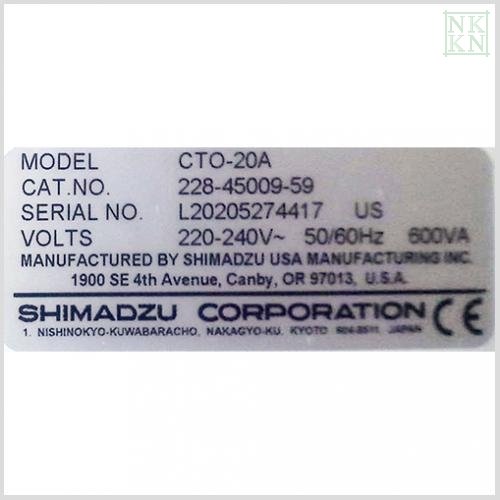 NK
KN
MODEL CTO-20A
CAT.NO. 228-45009-59
SERIAL NO. L20205274417 US
VOLTS 220-240V~ 50/60Hz 600VA
MANUFACTURED BY SHIMADZU USA MANUFACTURING INC.
1900 SE 4th Avenue, Canby, OR 97013, U.S.A.
SHIMADZU CORPORATION CE
1. NISHINOKYO-KUWABARACHO, NAKAGYO-KU. KYOTO 604-8511, JAPAN